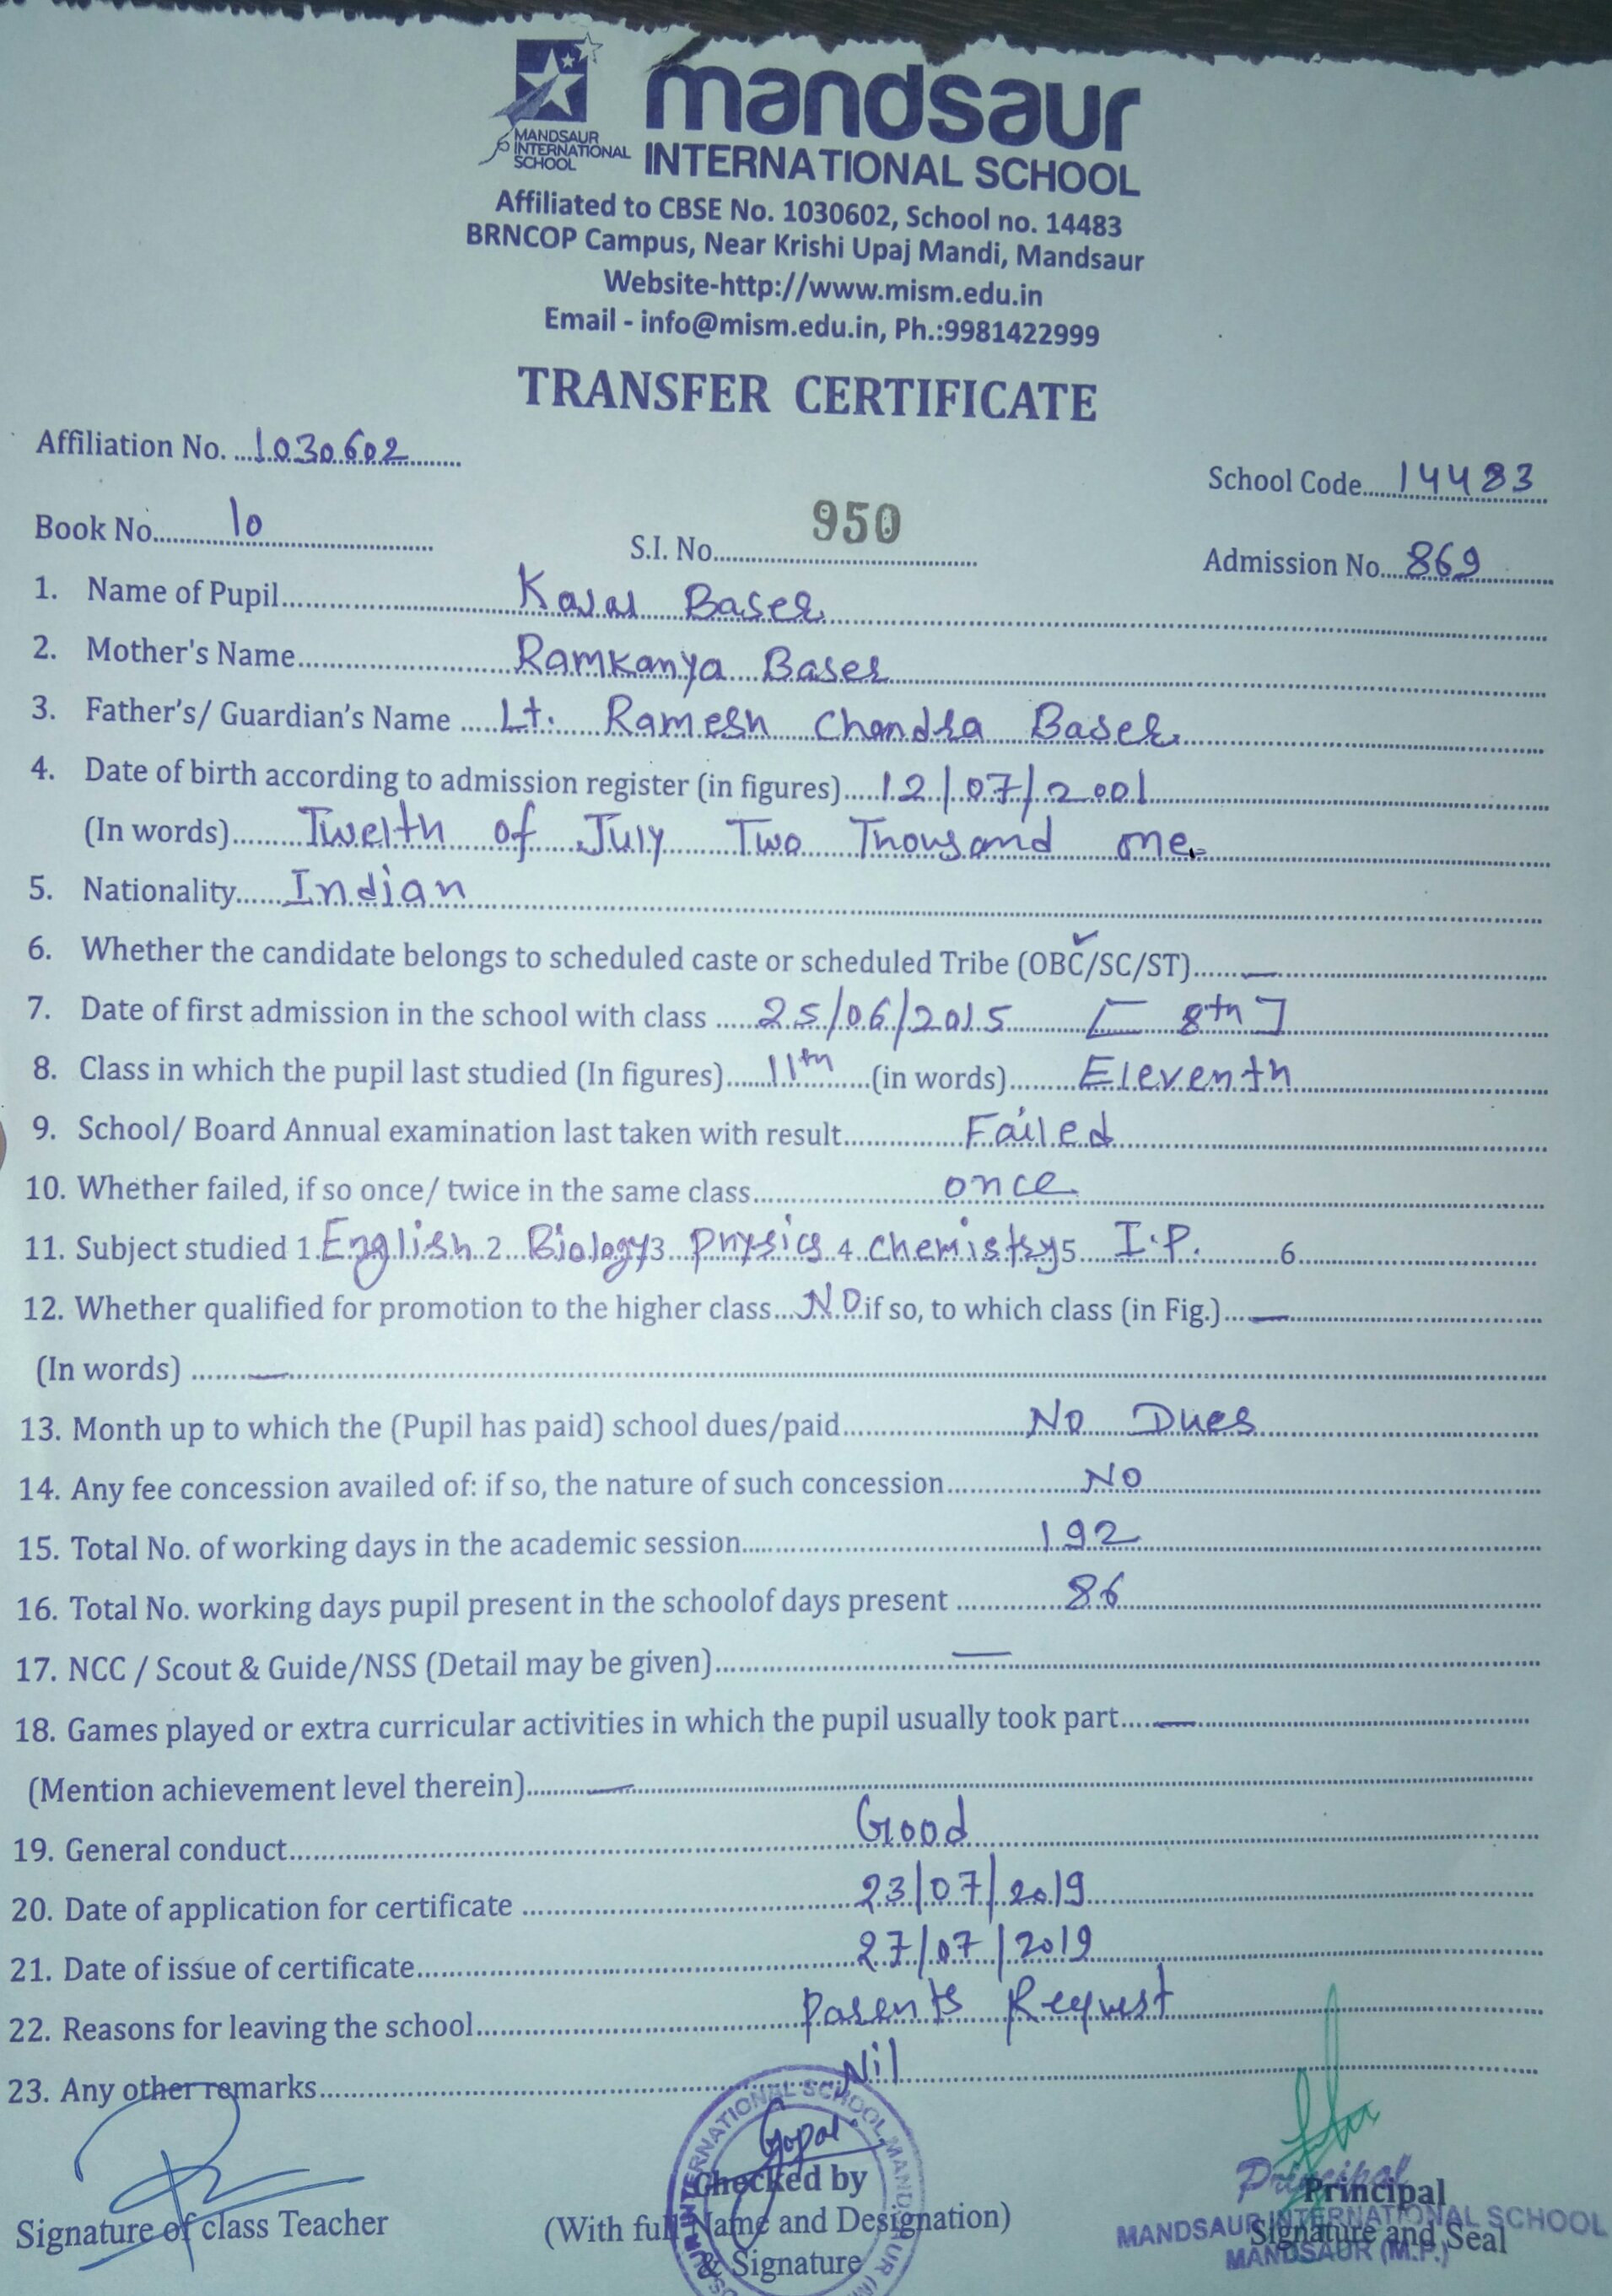 MANDSAUR
INTERNATIONAL
SCHOOL
mandsaur
INTERNATIONAL SCHOOL
Affiliated to CBSE No. 1030602, School no. 14483
BRNCOP Campus, Near Krishi Upaj Mandi, Mandsaur
Website-http://www.mism.edu.in
Email - info@mism.edu.in, Ph.:9981422999
TRANSFER CERTIFICATE
Affiliation No. 1030602
School Code 14483
Book No. 10
S.I. No. 950
Admission No. 869
1. Name of Pupil Kajal Baser
2. Mother's Name Ramkanya Baser
3. Father's/ Guardian's Name Lt. Ramesh Chandra Baser
4. Date of birth according to admission register (in figures) 12/07/2001
(In words) Twelth of July Two Thousand one.
5. Nationality Indian
6. Whether the candidate belongs to scheduled caste or scheduled Tribe (OBC/SC/ST) —
7. Date of first admission in the school with class 25/06/2015 [ 8th ]
8. Class in which the pupil last studied (In figures) 11th (in words) Eleventh
9. School/ Board Annual examination last taken with result Failed
10. Whether failed, if so once/ twice in the same class once
11. Subject studied 1. English 2. Biology 3. Physics 4. Chemistry 5. I.P. 6.
12. Whether qualified for promotion to the higher class NO if so, to which class (in Fig.) —
(In words) —
13. Month up to which the (Pupil has paid) school dues/paid No Dues
14. Any fee concession availed of: if so, the nature of such concession NO
15. Total No. of working days in the academic session 192
16. Total No. working days pupil present in the schoolof days present 86
17. NCC / Scout & Guide/NSS (Detail may be given) —
18. Games played or extra curricular activities in which the pupil usually took part —
(Mention achievement level therein) —
19. General conduct Good
20. Date of application for certificate 23/07/2019
21. Date of issue of certificate 27/07/2019
22. Reasons for leaving the school Parents Request
23. Any other remarks Nil
Gopal
Signature of class Teacher
Checked by
(With full Name and Designation)
& Signature
Principal
Principal
Signature and Seal
MANDSAUR INTERNATIONAL SCHOOL
MANDSAUR (M.P.)